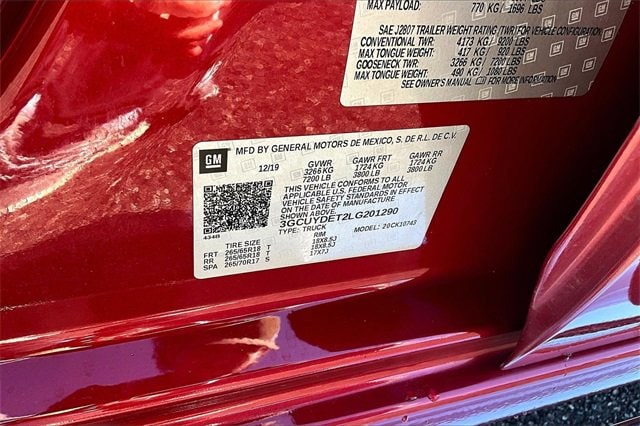 MAX PAYLOAD: 770 KG / 1696 LBS
SAE J2807 TRAILER WEIGHT RATING (TWR) FOR VEHICLE CONFIGURATION
CONVENTIONAL TWR: 4173 KG / 9200 LBS
MAX TONGUE WEIGHT: 417 KG / 920 LBS
GOOSENECK TWR: 3266 KG / 7200 LBS
MAX TONGUE WEIGHT: 490 KG / 1080 LBS
SEE OWNER'S MANUAL FOR MORE INFORMATION
GM
MFD BY GENERAL MOTORS DE MEXICO, S. DE R.L. DE C.V.
12/19 GVWR GAWR FRT GAWR RR
3266 KG 1724 KG 1724 KG
7200 LB 3800 LB 3800 LB
THIS VEHICLE CONFORMS TO ALL
APPLICABLE U.S. FEDERAL MOTOR
VEHICLE SAFETY STANDARDS IN EFFECT
ON THE DATE OF MANUFACTURE
SHOWN ABOVE.
3GCUYDET2LG201290
TYPE: TRUCK MODEL: 20CK10743
TIRE SIZE RIM
FRT 265/65R18 T 18X8.5J
RR 265/65R18 T 18X8.5J
SPA 265/70R17 S 17X7J